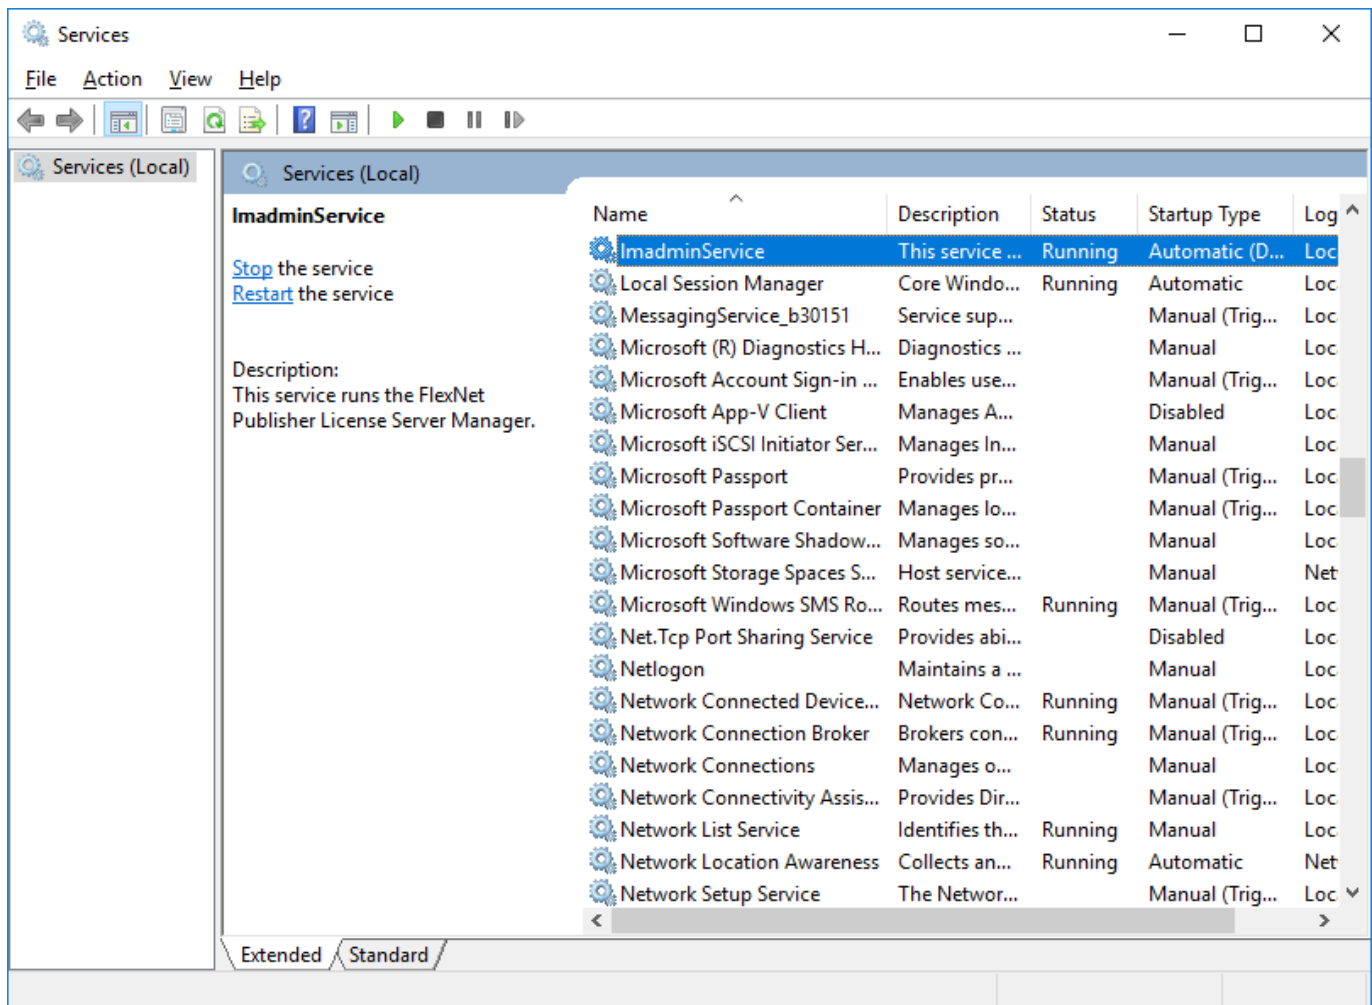 Services
File Action View Help
Services (Local)
Services (Local)
lmadminService
Stop the service
Restart the service
Description:
This service runs the FlexNet
Publisher License Server Manager.
Name Description Status Startup Type Log
lmadminService This service ... Running Automatic (D... Loc
Local Session Manager Core Windo... Running Automatic Loc
MessagingService_b30151 Service sup... Manual (Trig... Loc
Microsoft (R) Diagnostics H... Diagnostics ... Manual Loc
Microsoft Account Sign-in ... Enables use... Manual (Trig... Loc
Microsoft App-V Client Manages A... Disabled Loc
Microsoft iSCSI Initiator Ser... Manages In... Manual Loc
Microsoft Passport Provides pr... Manual (Trig... Loc
Microsoft Passport Container Manages lo... Manual (Trig... Loc
Microsoft Software Shadow... Manages so... Manual Loc
Microsoft Storage Spaces S... Host service... Manual Net
Microsoft Windows SMS Ro... Routes mes... Running Manual (Trig... Loc
Net.Tcp Port Sharing Service Provides abi... Disabled Loc
Netlogon Maintains a ... Manual Loc
Network Connected Device... Network Co... Running Manual (Trig... Loc
Network Connection Broker Brokers con... Running Manual (Trig... Loc
Network Connections Manages o... Manual Loc
Network Connectivity Assis... Provides Dir... Manual (Trig... Loc
Network List Service Identifies th... Running Manual Loc
Network Location Awareness Collects an... Running Automatic Net
Network Setup Service The Networ... Manual (Trig... Loc
Extended Standard